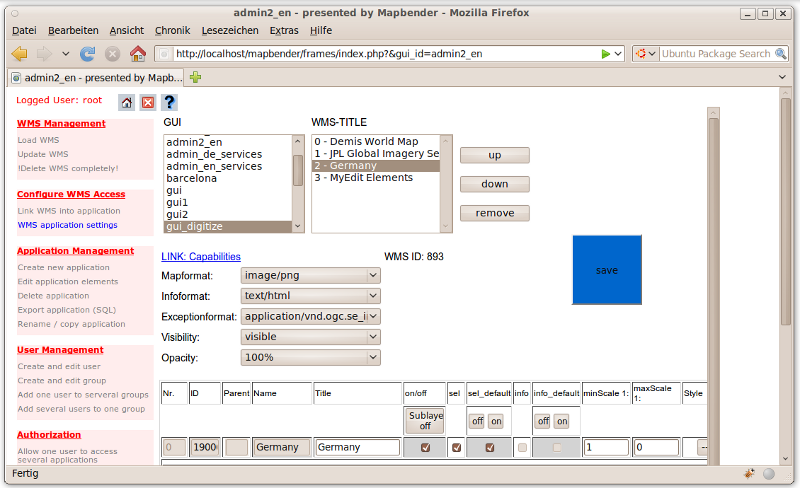 admin2_en - presented by Mapbender - Mozilla Firefox
Datei Bearbeiten Ansicht Chronik Lesezeichen Extras Hilfe
http://localhost/mapbender/frames/index.php?&gui_id=admin2_en
Ubuntu Package Search
admin2_en - presented by Mapb...
Logged User: root
WMS Management
Load WMS
Update WMS
!Delete WMS completely!
Configure WMS Access
Link WMS into application
WMS application settings
Application Management
Create new application
Edit application elements
Delete application
Export application (SQL)
Rename / copy application
User Management
Create and edit user
Create and edit group
Add one user to serveral groups
Add several users to one group
Authorization
Allow one user to access
several applications
GUI
admin2_en
admin_de_services
admin_en_services
barcelona
gui
gui1
gui2
gui_digitize
WMS-TITLE
0 - Demis World Map
1 - JPL Global Imagery Se
2 - Germany
3 - MyEdit Elements
up
down
remove
save
LINK: Capabilities WMS ID: 893
Mapformat: image/png
Infoformat: text/html
Exceptionformat: application/vnd.ogc.se_i
Visibility: visible
Opacity: 100%
Nr. ID Parent Name Title on/off sel sel_default info info_default minScale 1: maxScale 1: Style
Sublaye off off on off on
0 1900 Germany Germany 1 0 --
Fertig